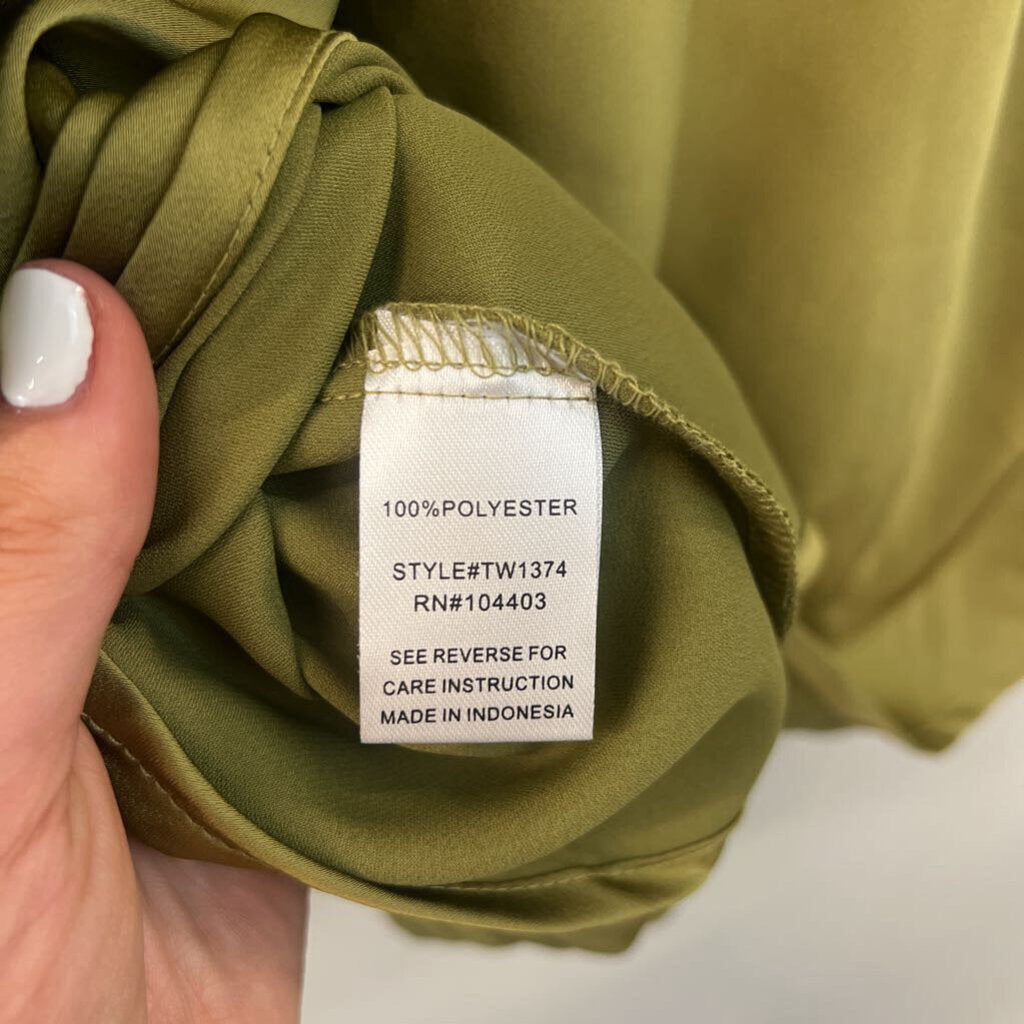 100%POLYESTER
STYLE#TW1374
RN#104403
SEE REVERSE FOR
CARE INSTRUCTION
MADE IN INDONESIA